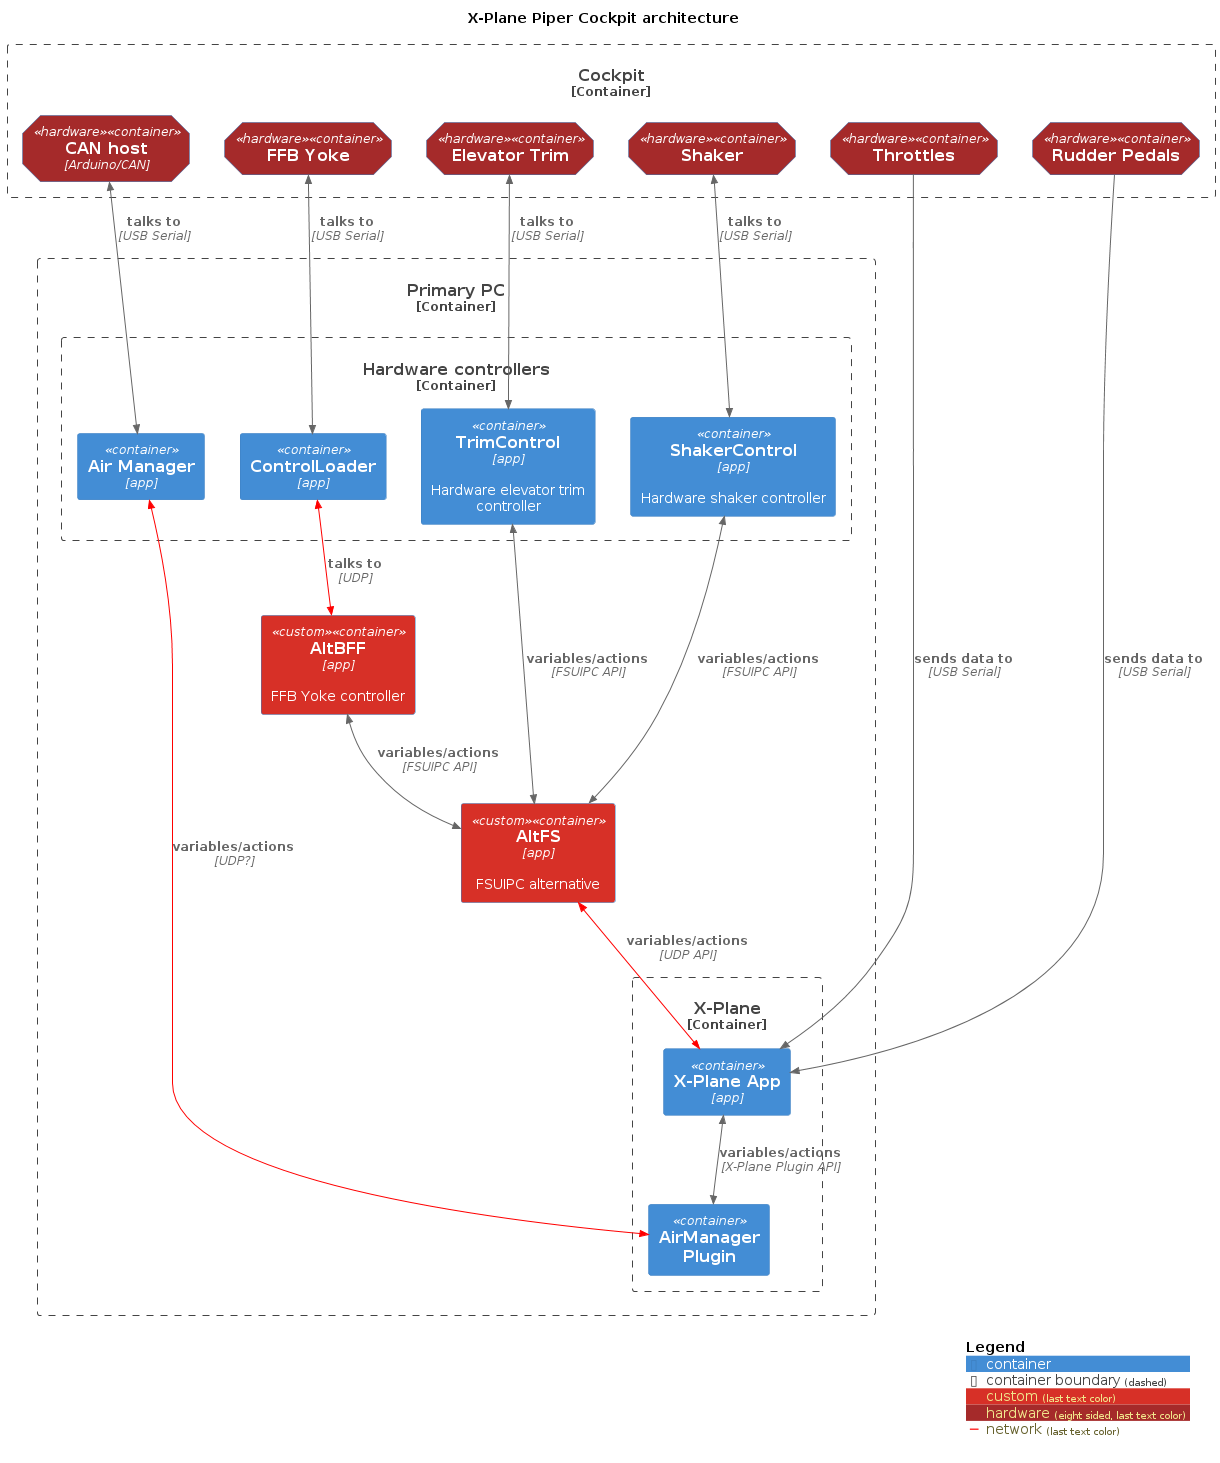 X-Plane Piper Cockpit architecture
Cockpit
[Container]
«hardware»«container»
CAN host
[Arduino/CAN]
«hardware»«container»
FFB Yoke
«hardware»«container»
Elevator Trim
«hardware»«container»
Shaker
«hardware»«container»
Throttles
«hardware»«container»
Rudder Pedals
talks to
[USB Serial]
talks to
[USB Serial]
talks to
[USB Serial]
talks to
[USB Serial]
Primary PC
[Container]
Hardware controllers
[Container]
«container»
Air Manager
[app]
«container»
ControlLoader
[app]
«container»
TrimControl
[app]
Hardware elevator trim
controller
«container»
ShakerControl
[app]
Hardware shaker controller
talks to
[UDP]
«custom»«container»
AltBFF
[app]
FFB Yoke controller
variables/actions
[FSUIPC API]
variables/actions
[FSUIPC API]
sends data to
[USB Serial]
sends data to
[USB Serial]
variables/actions
[FSUIPC API]
variables/actions
[UDP?]
«custom»«container»
AltFS
[app]
FSUIPC alternative
variables/actions
[UDP API]
X-Plane
[Container]
«container»
X-Plane App
[app]
variables/actions
[X-Plane Plugin API]
«container»
AirManager
Plugin
Legend
container
container boundary (dashed)
custom (last text color)
hardware (eight sided, last text color)
network (last text color)